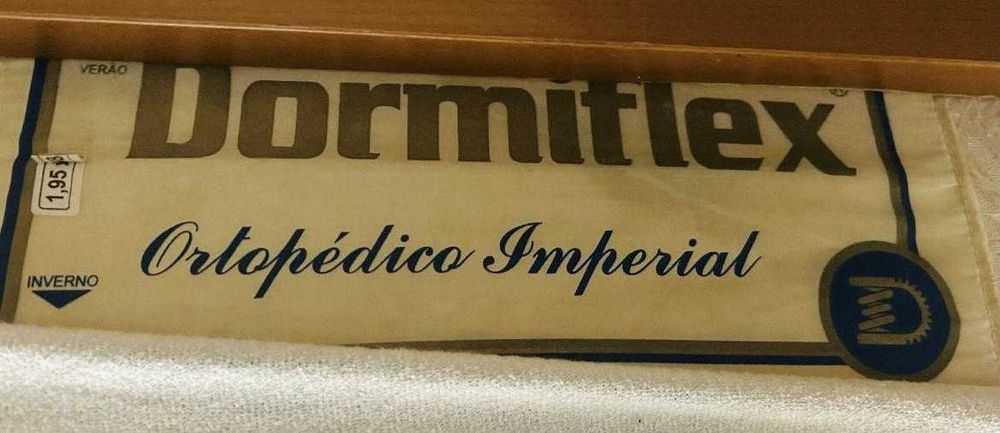 VERÃO
Dormiflex®
1,95
Ortopédico Imperial
INVERNO